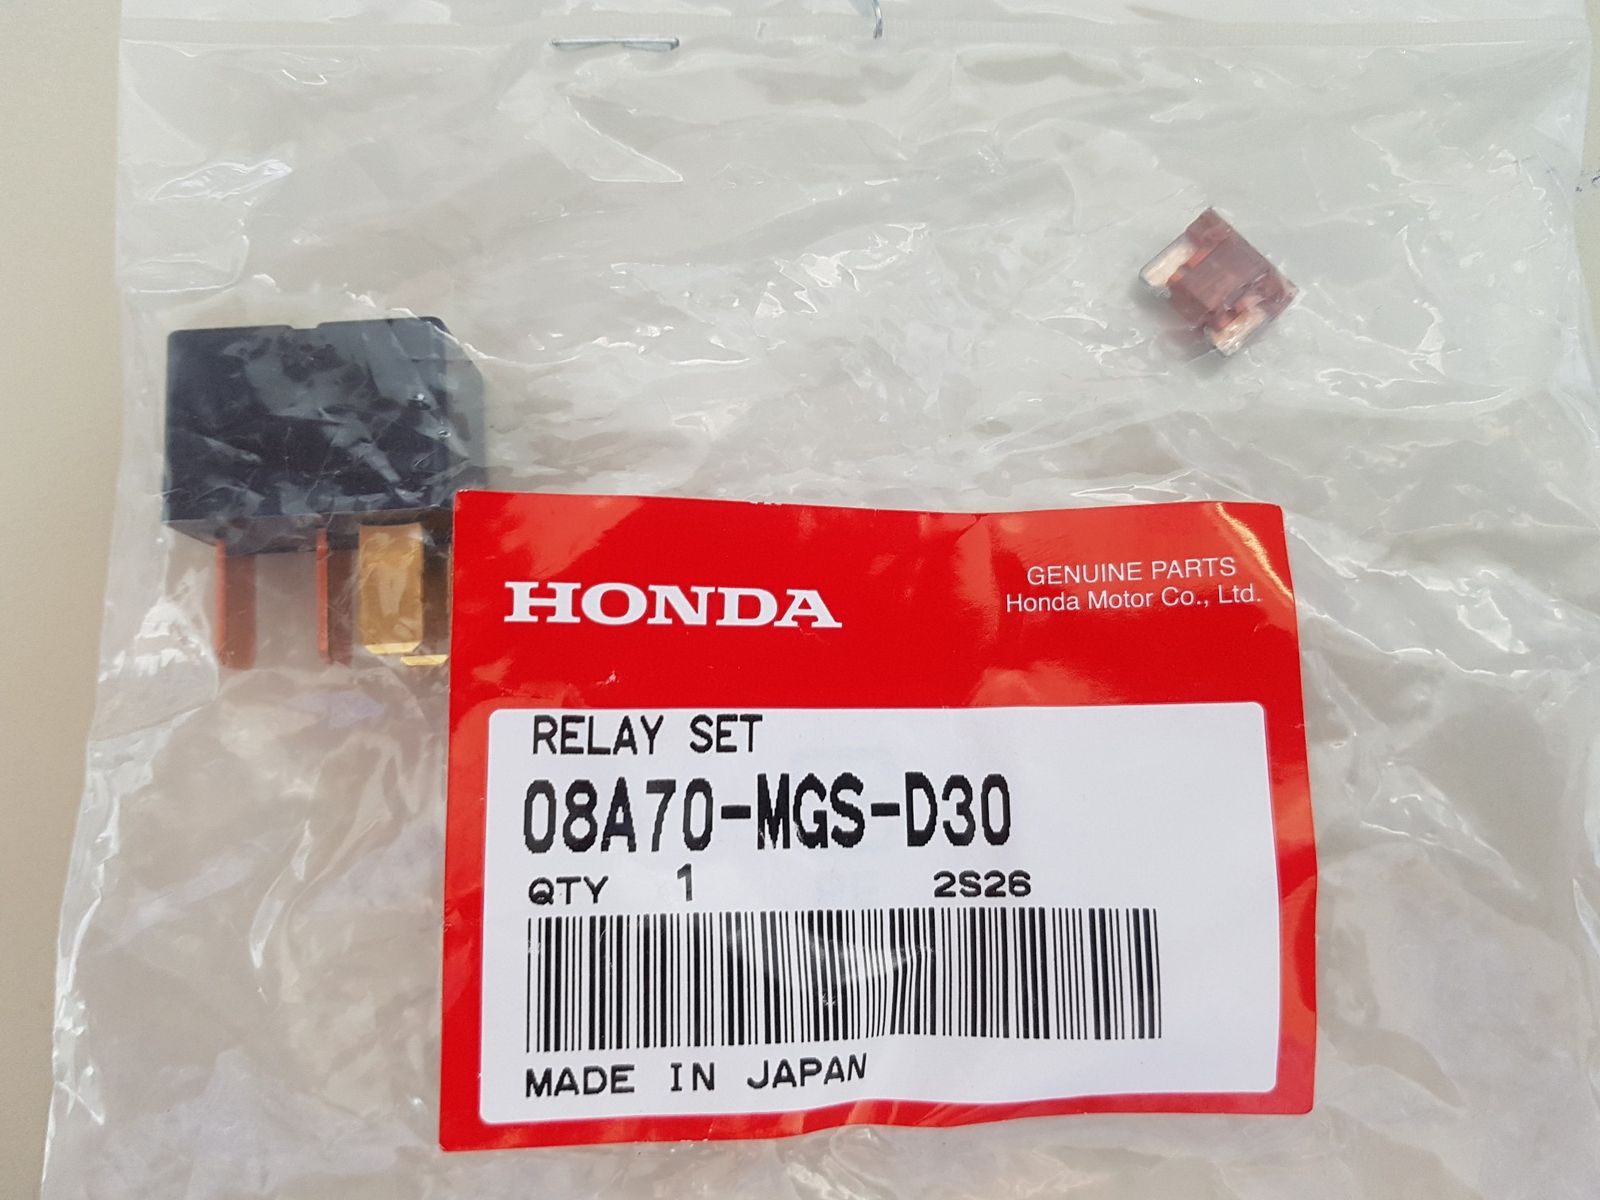 HONDA
GENUINE PARTS
Honda Motor Co., Ltd.
RELAY SET
08A70-MGS-D30
QTY 1 2S26
MADE IN JAPAN